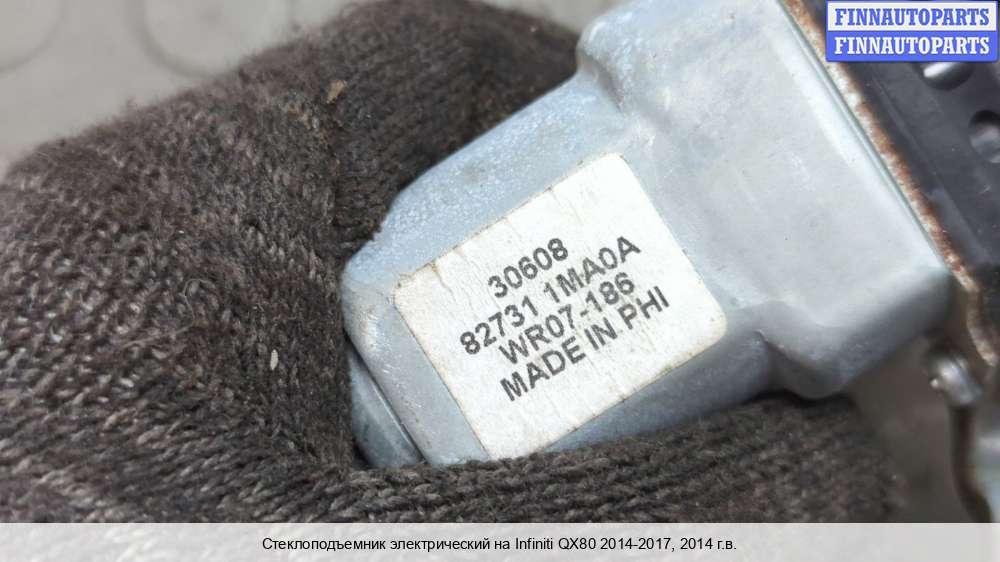 FINNAUTOPARTS
FINNAUTOPARTS
30608
82731 1MA0A
WR07-186
MADE IN PHI
Стеклоподъемник электрический на Infiniti QX80 2014-2017, 2014 г.в.